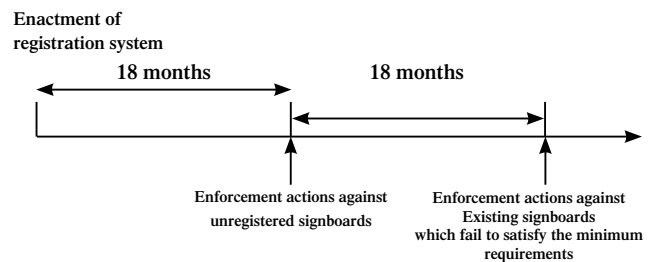 Enactment of
registration system
18 months
18 months
Enforcement actions against
unregistered signboards
Enforcement actions against
Existing signboards
which fail to satisfy the minimum
requirements